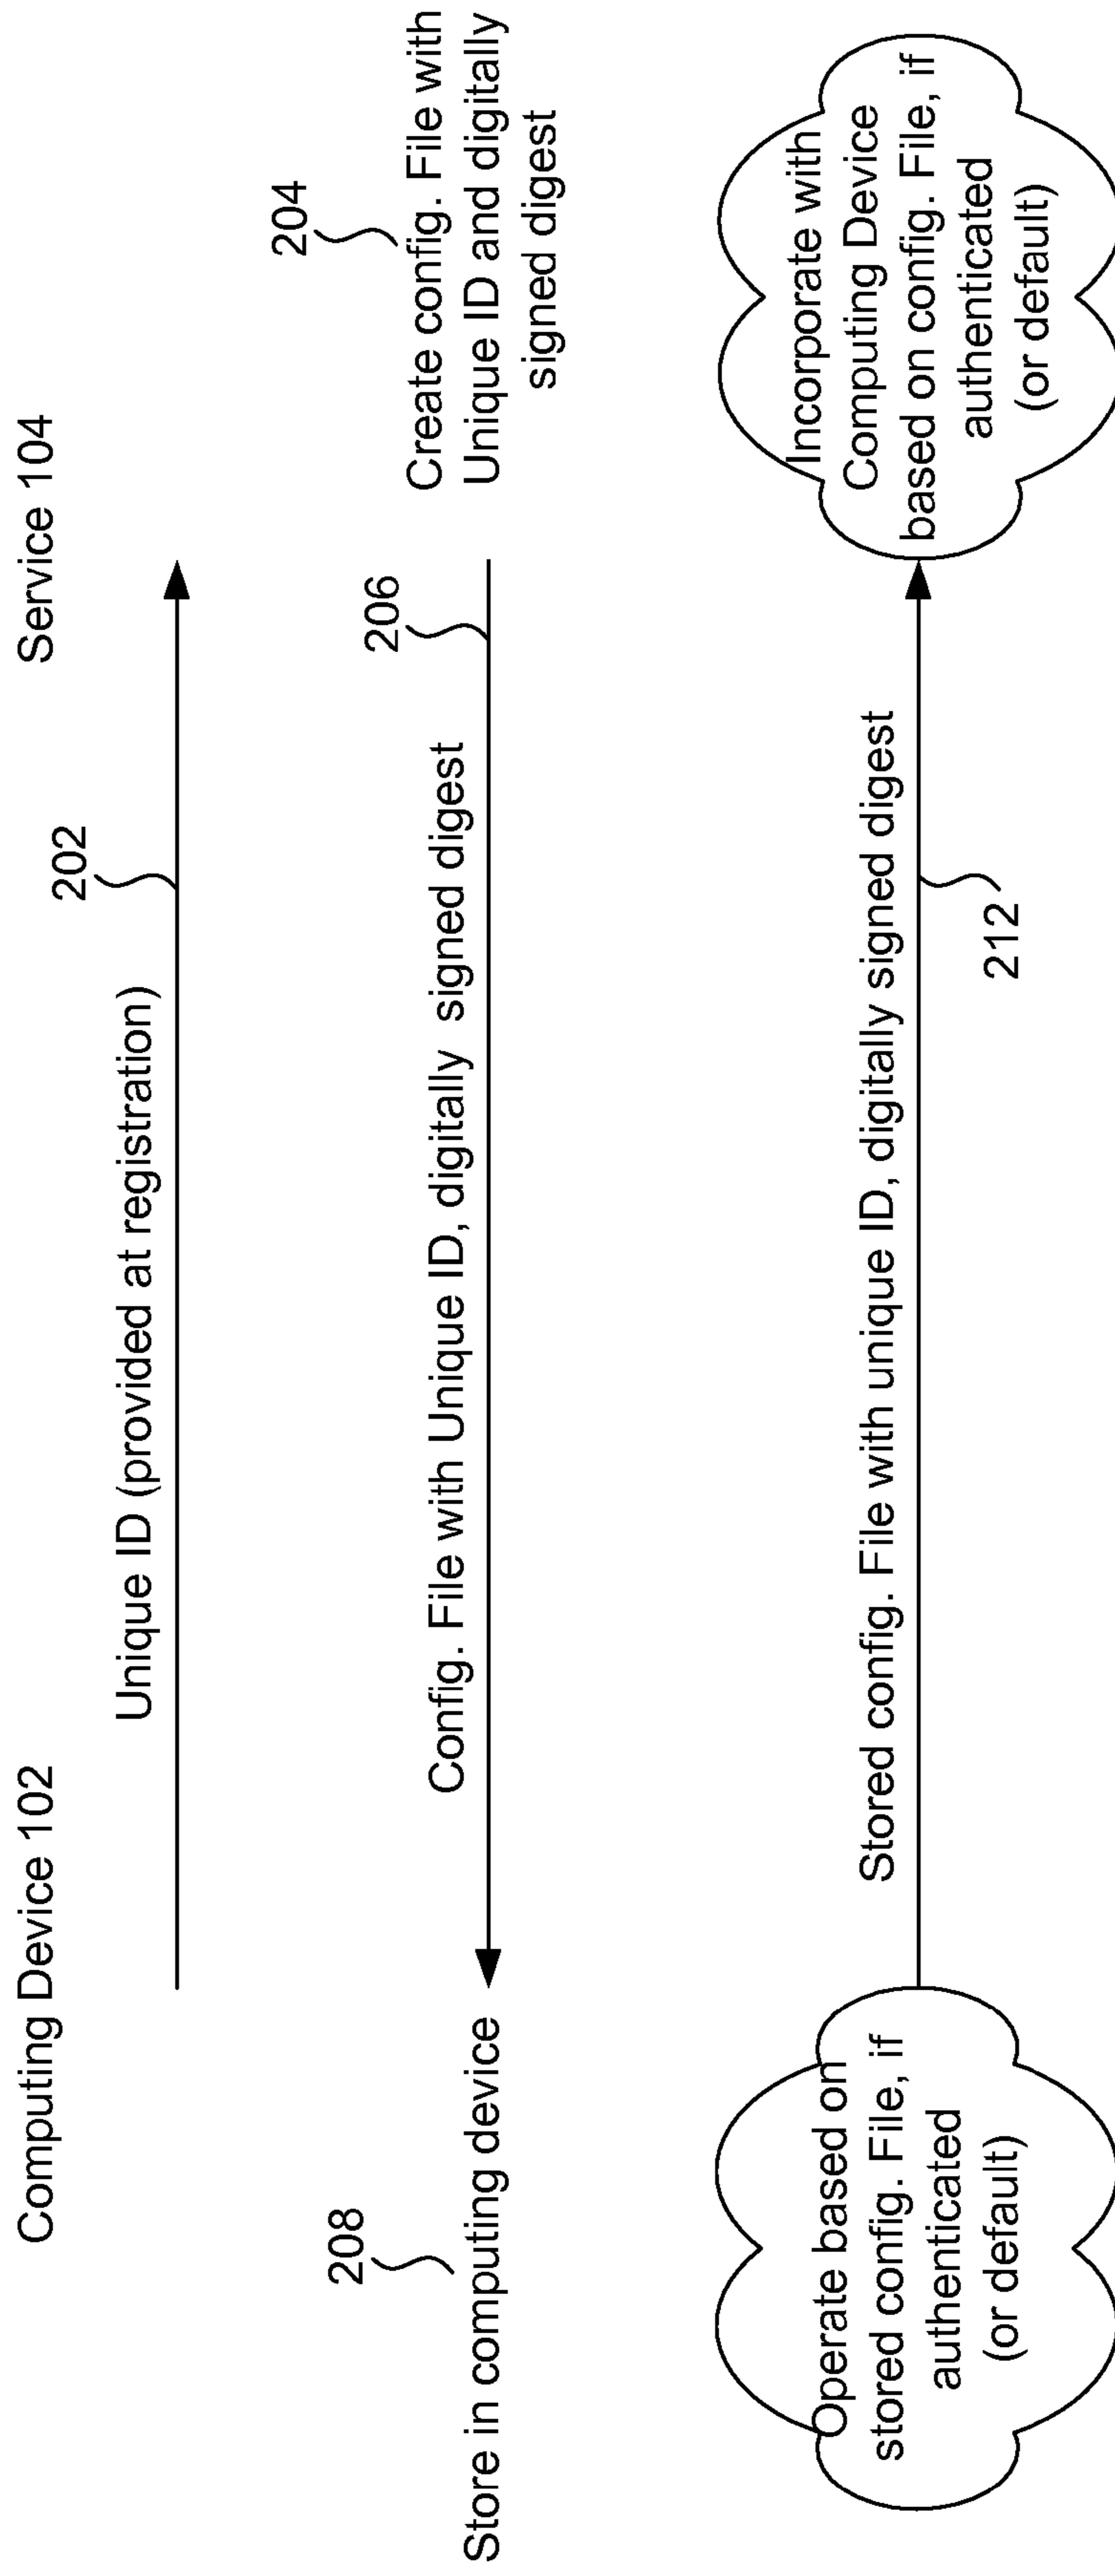 Computing Device 102
Service 104
202
Unique ID (provided at registration)
204
Create config. File with
Unique ID and digitally
signed digest
206
Config. File with Unique ID, digitally signed digest
208
Store in computing device
Operate based on
stored config. File, if
authenticated
(or default)
Stored config. File with unique ID, digitally signed digest
212
Incorporate with
Computing Device
based on config. File, if
authenticated
(or default)